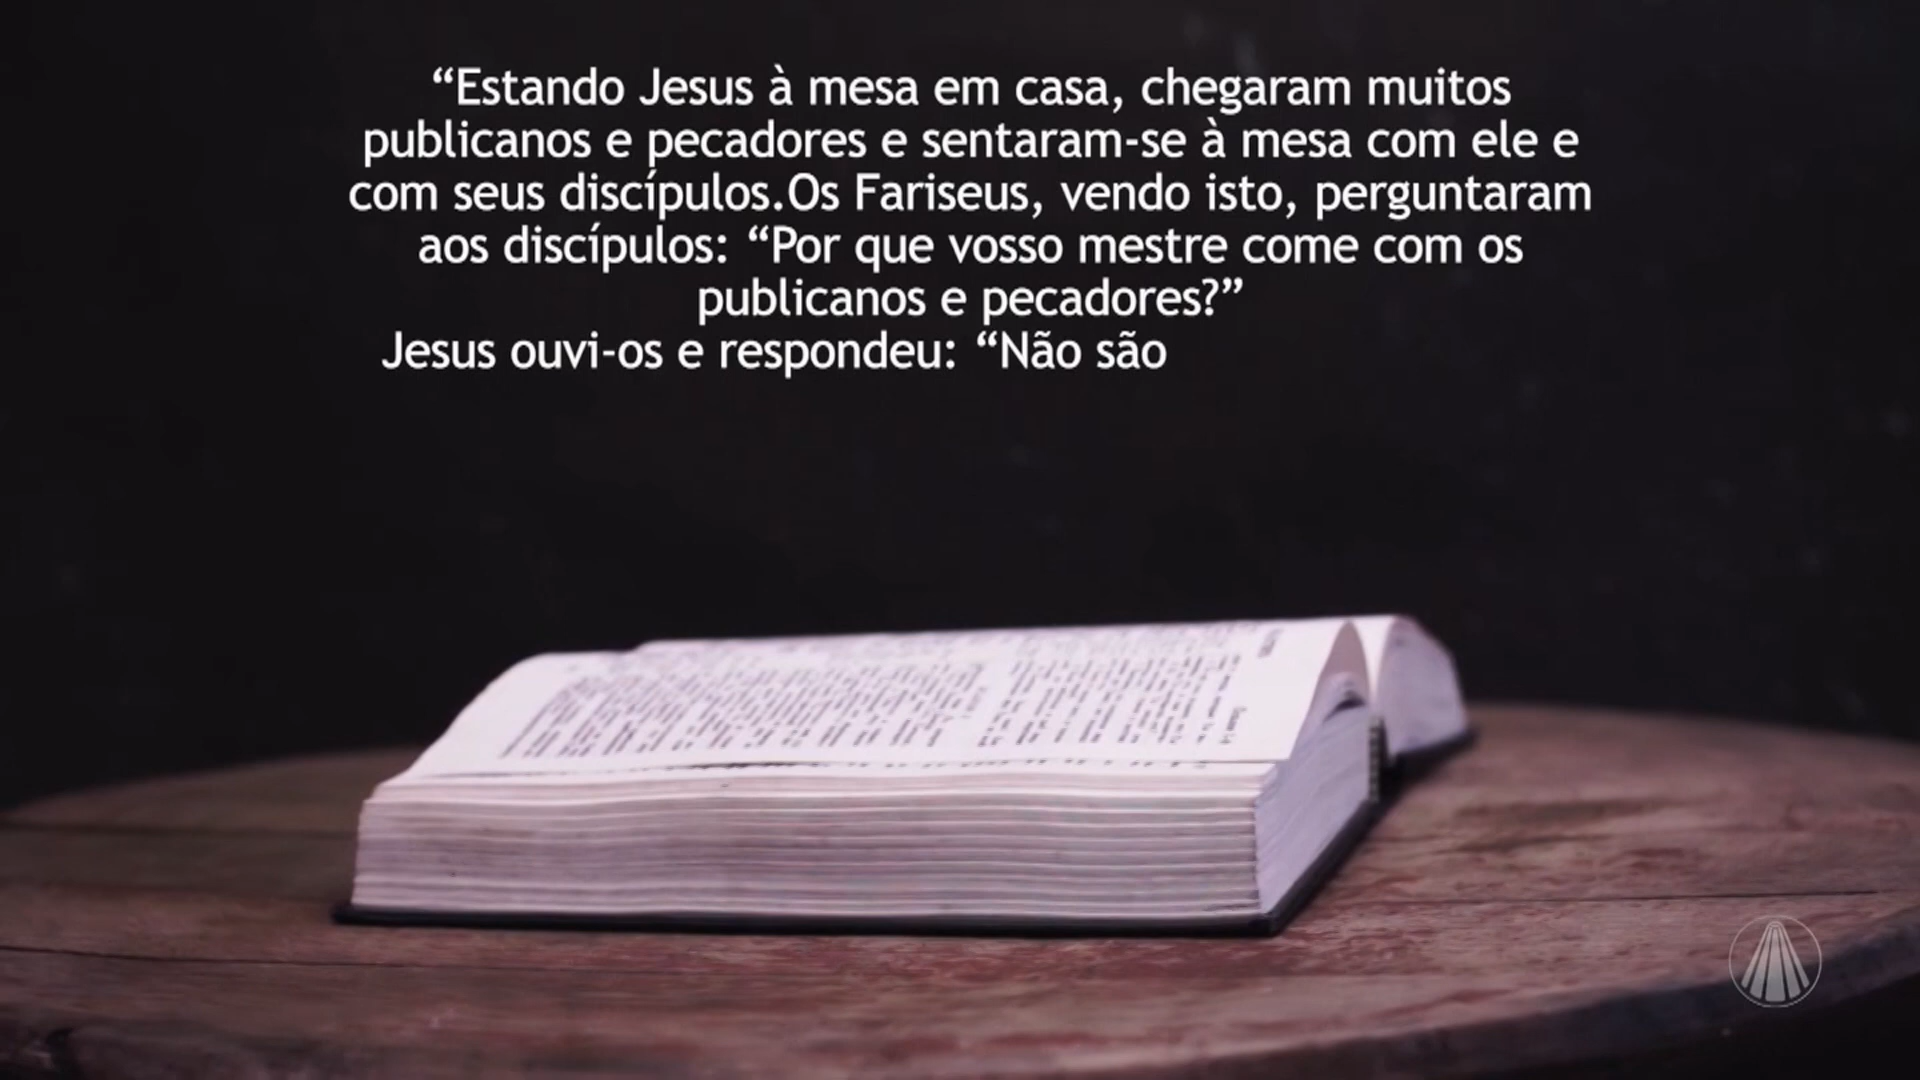 “Estando Jesus à mesa em casa, chegaram muitos
publicanos e pecadores e sentaram-se à mesa com ele e
com seus discípulos.Os Fariseus, vendo isto, perguntaram
aos discípulos: “Por que vosso mestre come com os
publicanos e pecadores?”
Jesus ouvi-os e respondeu: “Não são